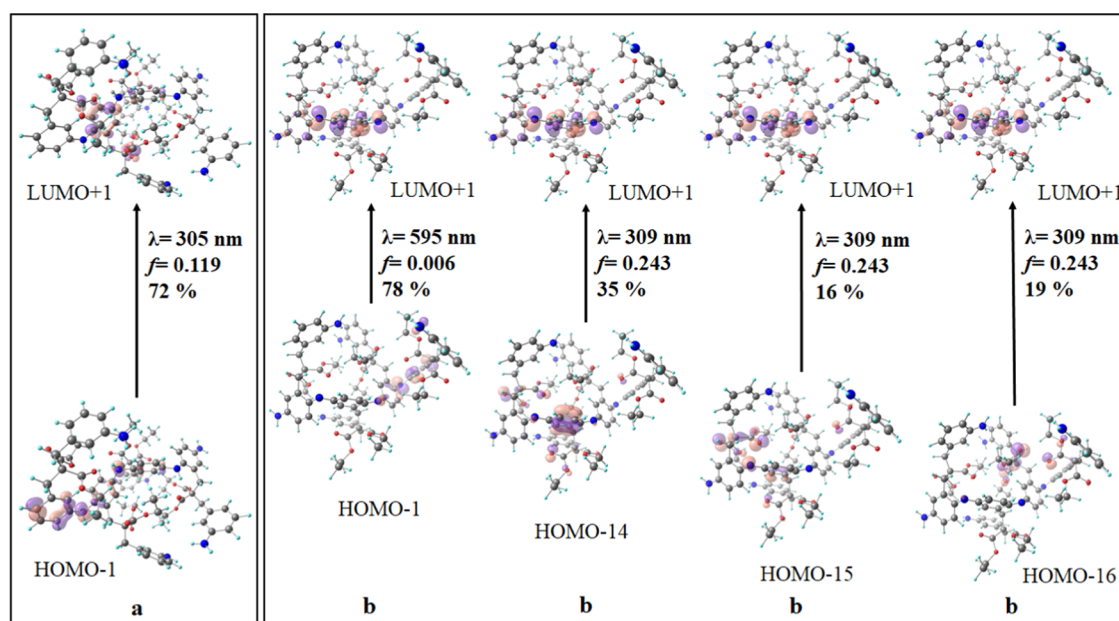 LUMO+1
λ= 305 nm
f= 0.119
72 %
HOMO-1
a
LUMO+1
λ= 595 nm
f= 0.006
78 %
HOMO-1
b
LUMO+1
λ= 309 nm
f= 0.243
35 %
HOMO-14
b
LUMO+1
λ= 309 nm
f= 0.243
16 %
HOMO-15
b
LUMO+1
λ= 309 nm
f= 0.243
19 %
HOMO-16
b